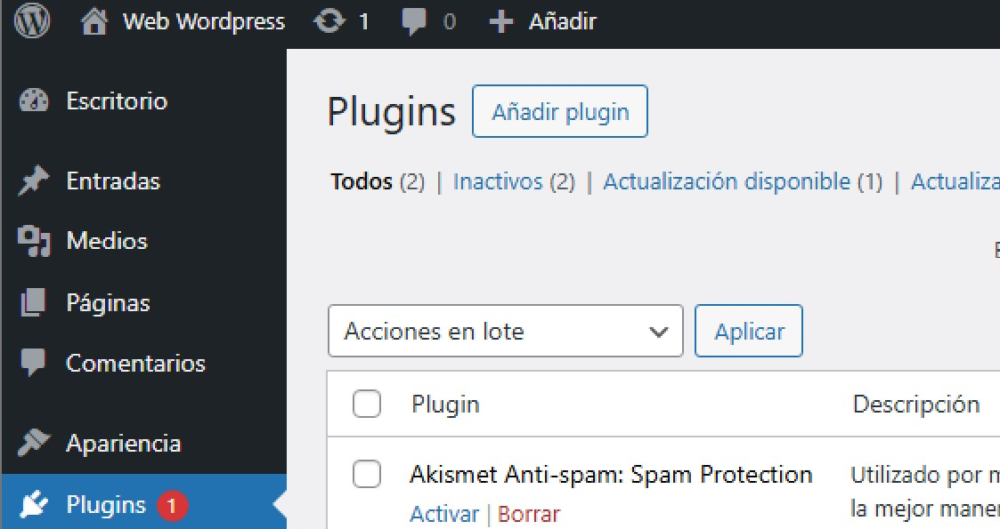 Web Wordpress 1 0 Añadir
Escritorio
Entradas
Medios
Páginas
Comentarios
Apariencia
Plugins 1
Plugins Añadir plugin
Todos (2) | Inactivos (2) | Actualización disponible (1) | Actualiza
Acciones en lote Aplicar
Plugin Descripción
Akismet Anti-spam: Spam Protection Utilizado por m
Activar | Borrar la mejor maner